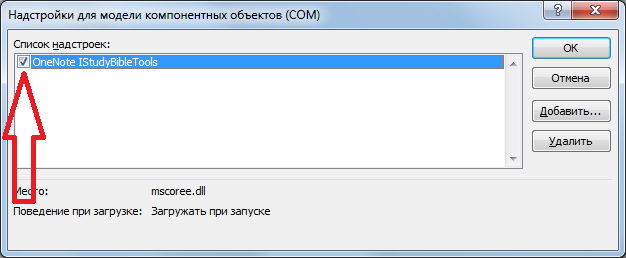 Надстройки для модели компонентных объектов (COM)
Список надстроек:
OneNote IStudyBibleTools
OK
Отмена
Добавить...
Удалить
Место: mscoree.dll
Поведение при загрузке: Загружать при запуске